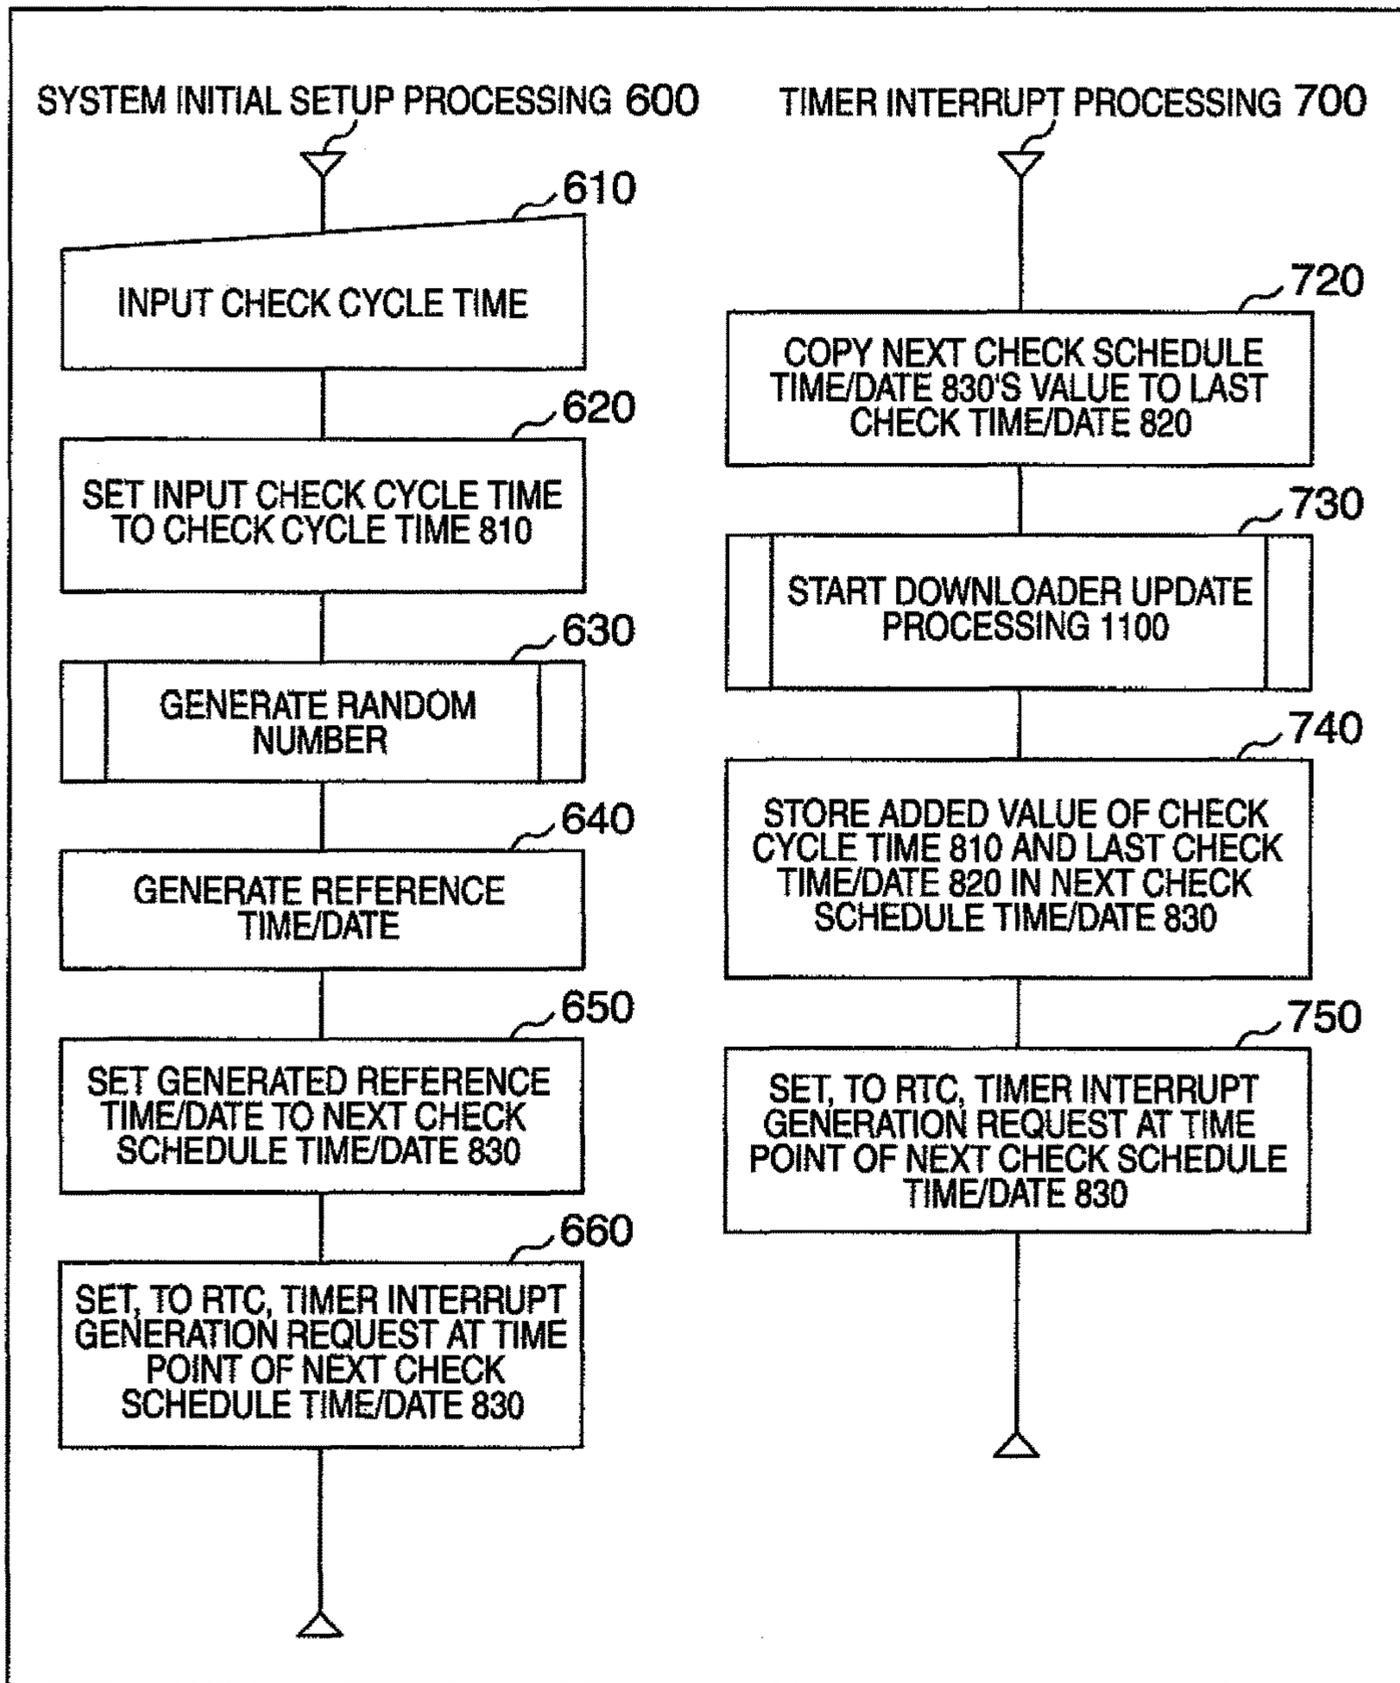 SYSTEM INITIAL SETUP PROCESSING 600
610
INPUT CHECK CYCLE TIME
620
SET INPUT CHECK CYCLE TIME
TO CHECK CYCLE TIME 810
630
GENERATE RANDOM
NUMBER
640
GENERATE REFERENCE
TIME/DATE
650
SET GENERATED REFERENCE
TIME/DATE TO NEXT CHECK
SCHEDULE TIME/DATE 830
660
SET, TO RTC, TIMER INTERRUPT
GENERATION REQUEST AT TIME
POINT OF NEXT CHECK
SCHEDULE TIME/DATE 830
TIMER INTERRUPT PROCESSING 700
720
COPY NEXT CHECK SCHEDULE
TIME/DATE 830'S VALUE TO LAST
CHECK TIME/DATE 820
730
START DOWNLOADER UPDATE
PROCESSING 1100
740
STORE ADDED VALUE OF CHECK
CYCLE TIME 810 AND LAST CHECK
TIME/DATE 820 IN NEXT CHECK
SCHEDULE TIME/DATE 830
750
SET, TO RTC, TIMER INTERRUPT
GENERATION REQUEST AT TIME
POINT OF NEXT CHECK SCHEDULE
TIME/DATE 830